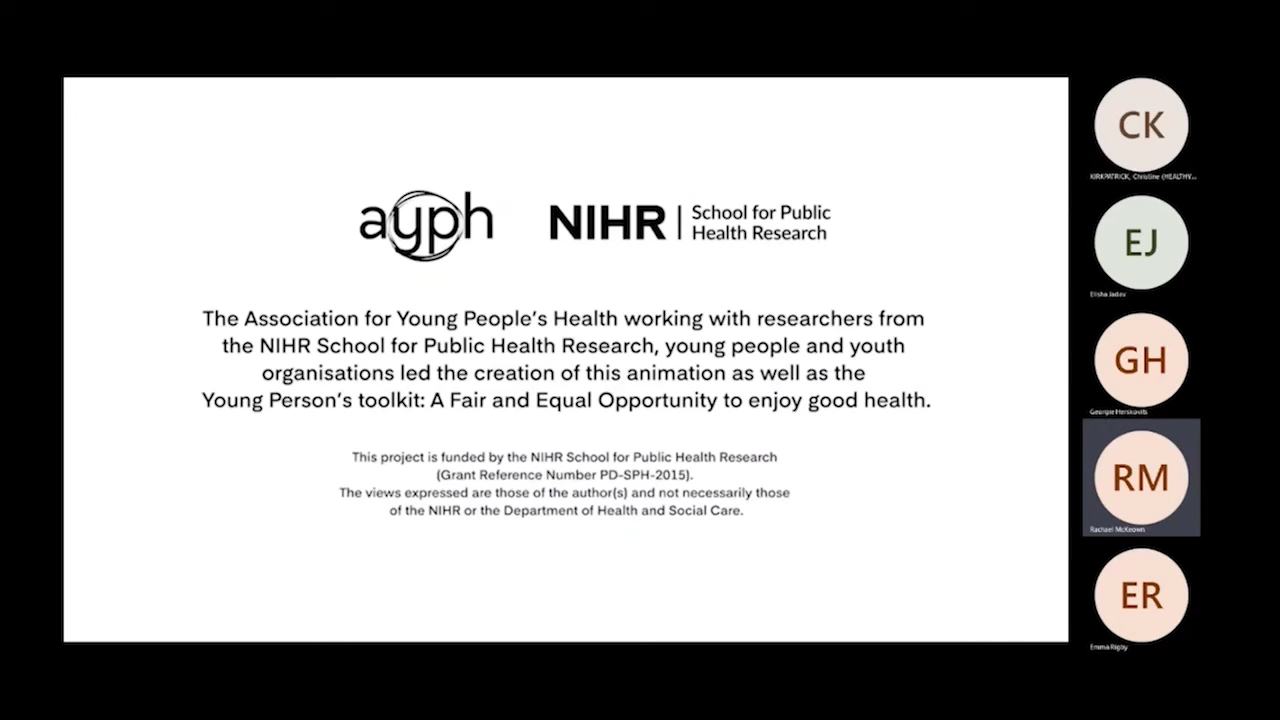 ayph
NIHR | School for Public
Health Research
The Association for Young People's Health working with researchers from
the NIHR School for Public Health Research, young people and youth
organisations led the creation of this animation as well as the
Young Person's toolkit: A Fair and Equal Opportunity to enjoy good health.
This project is funded by the NIHR School for Public Health Research
(Grant Reference Number PD-SPH-2015).
The views expressed are those of the author(s) and not necessarily those
of the NIHR or the Department of Health and Social Care.
CK
KIRKPATRICK, Christine (HEALTHY...
EJ
Elisha Jadav
GH
Georgie Herskovits
RM
Rachael McKeown
ER
Emma Rigby